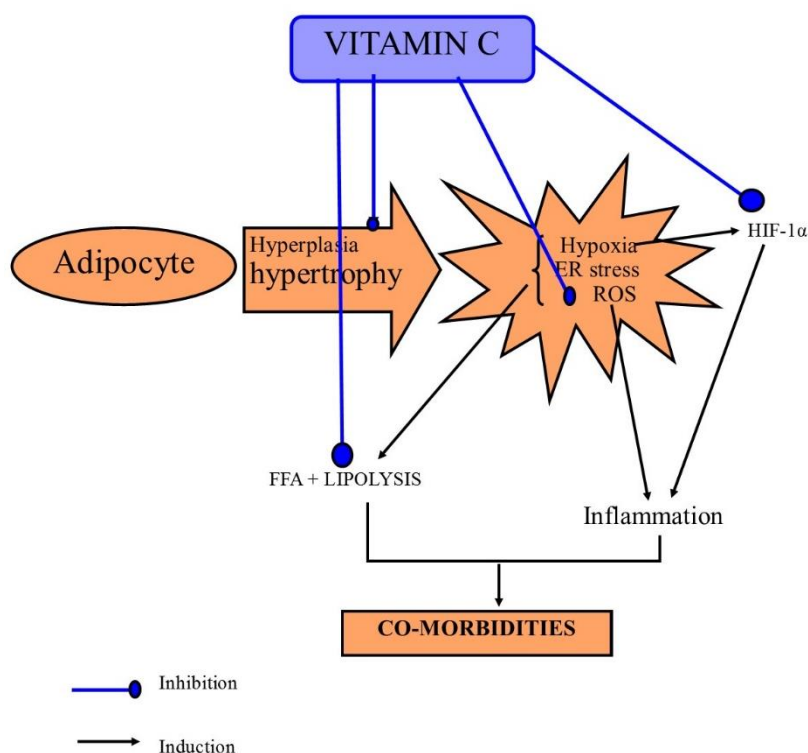 VITAMIN C
Adipocyte
Hyperplasia
hypertrophy
Hypoxia
ER stress
ROS
HIF-1α
FFA + LIPOLYSIS
Inflammation
CO-MORBIDITIES
Inhibition
Induction